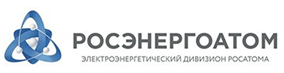 РОСЭНЕРГОАТОМ
ЭЛЕКТРОЭНЕРГЕТИЧЕСКИЙ ДИВИЗИОН РОСАТОМА